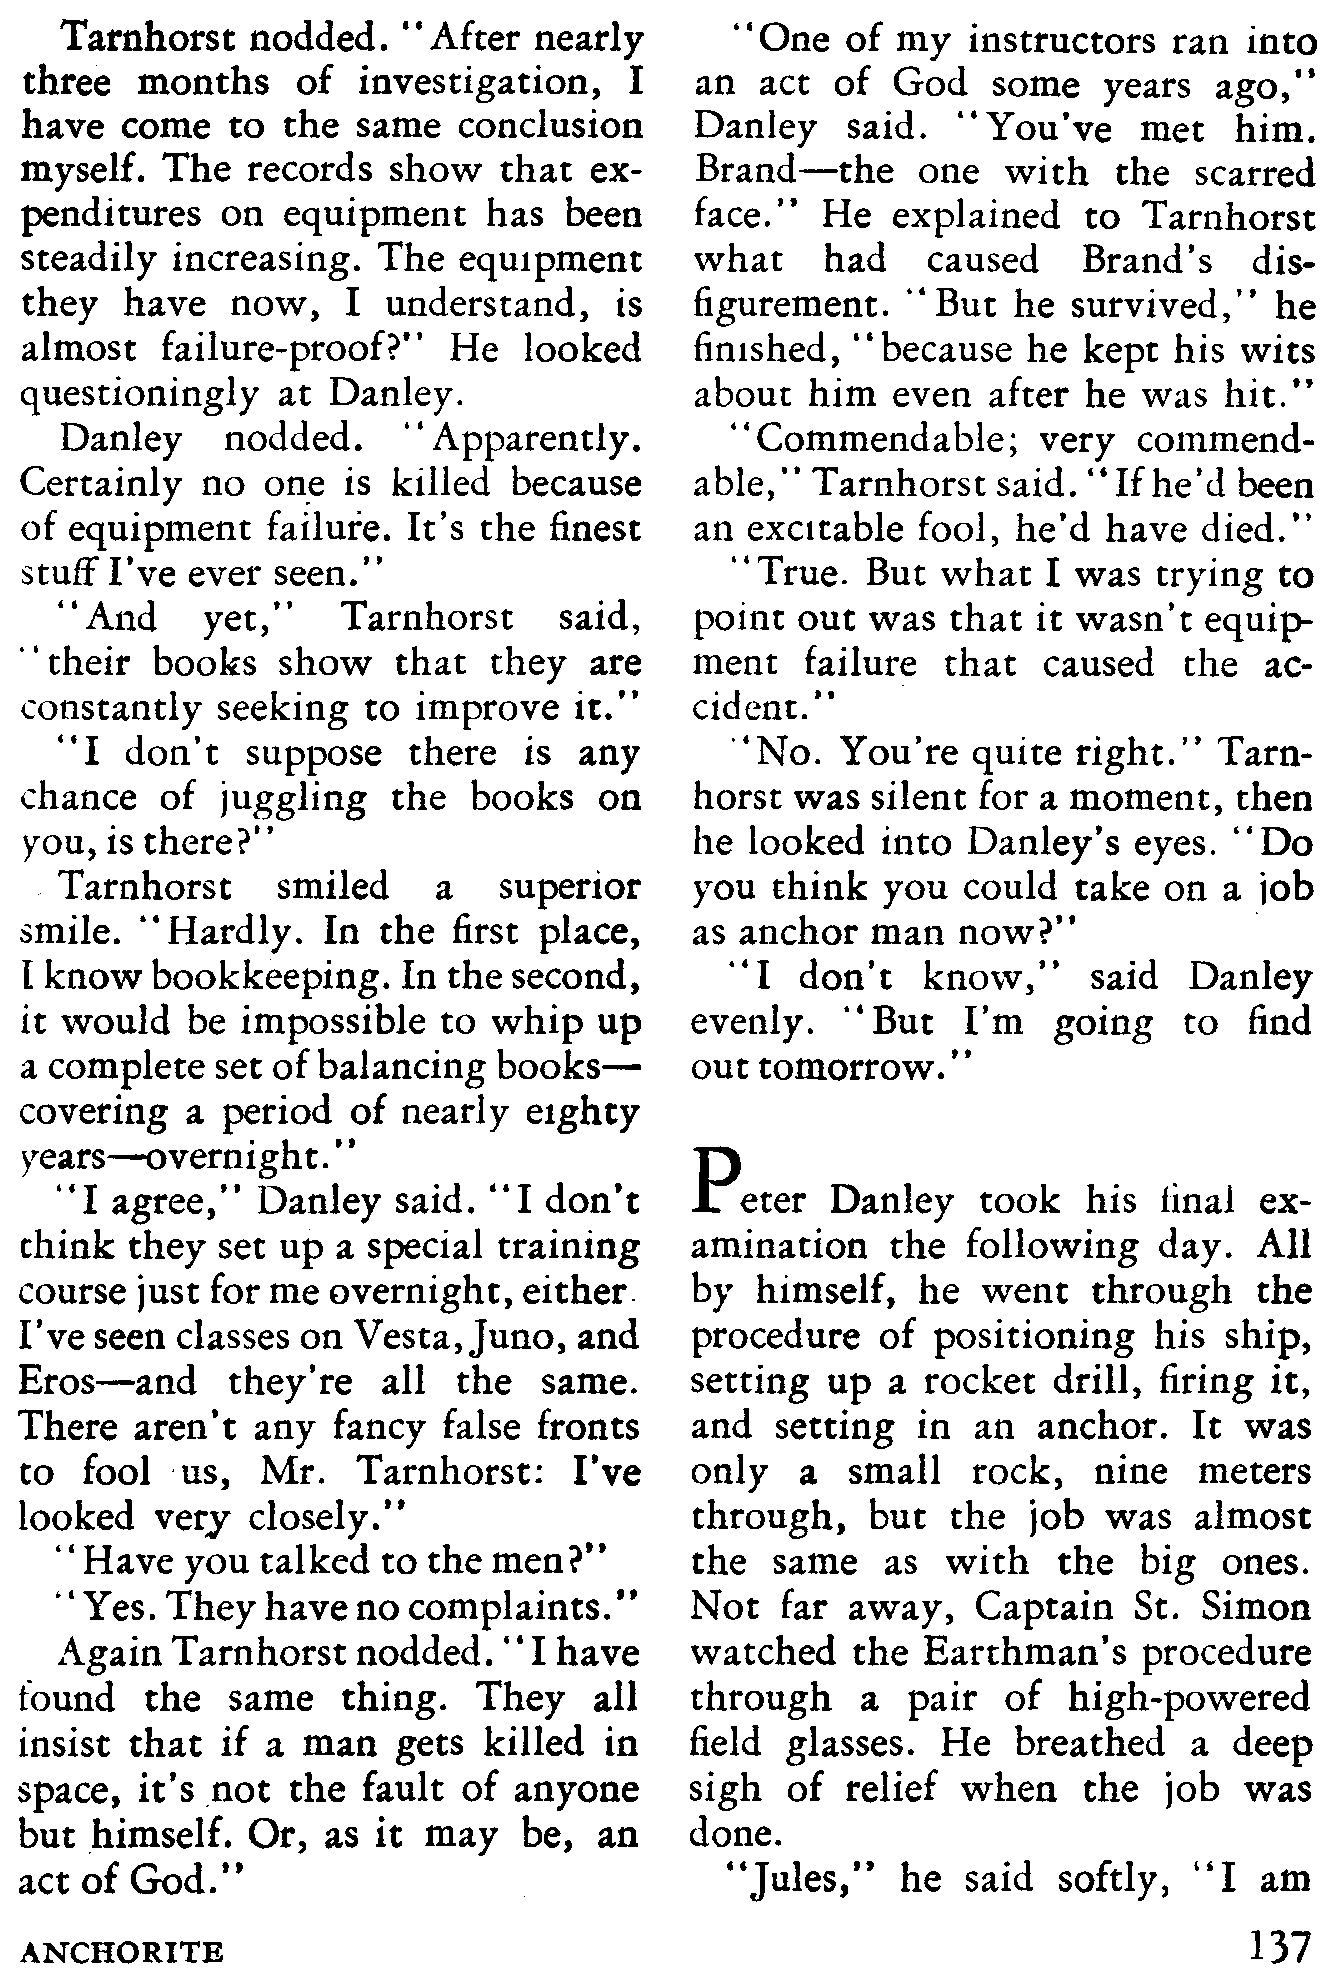 Tarnhorst nodded. "After nearly
three months of investigation, I
have come to the same conclusion
myself. The records show that ex-
penditures on equipment has been
steadily increasing. The equipment
they have now, I understand, is
almost failure-proof?" He looked
questioningly at Danley.
Danley nodded. "Apparently.
Certainly no one is killed because
of equipment failure. It's the finest
stuff I've ever seen."
"And yet," Tarnhorst said,
"their books show that they are
constantly seeking to improve it."
"I don't suppose there is any
chance of juggling the books on
you, is there?"
Tarnhorst smiled a superior
smile. "Hardly. In the first place,
I know bookkeeping. In the second,
it would be impossible to whip up
a complete set of balancing books—
covering a period of nearly eighty
years—overnight."
"I agree," Danley said. "I don't
think they set up a special training
course just for me overnight, either.
I've seen classes on Vesta, Juno, and
Eros—and they're all the same.
There aren't any fancy false fronts
to fool us, Mr. Tarnhorst: I've
looked very closely."
"Have you talked to the men?"
"Yes. They have no complaints."
Again Tarnhorst nodded. "I have
found the same thing. They all
insist that if a man gets killed in
space, it's not the fault of anyone
but himself. Or, as it may be, an
act of God."
"One of my instructors ran into
an act of God some years ago,"
Danley said. "You've met him.
Brand—the one with the scarred
face." He explained to Tarnhorst
what had caused Brand's dis-
figurement. "But he survived," he
finished, "because he kept his wits
about him even after he was hit."
"Commendable; very commend-
able," Tarnhorst said. "If he'd been
an excitable fool, he'd have died."
"True. But what I was trying to
point out was that it wasn't equip-
ment failure that caused the ac-
cident."
"No. You're quite right." Tarn-
horst was silent for a moment, then
he looked into Danley's eyes. "Do
you think you could take on a job
as anchor man now?"
"I don't know," said Danley
evenly. "But I'm going to find
out tomorrow."
Peter Danley took his final ex-
amination the following day. All
by himself, he went through the
procedure of positioning his ship,
setting up a rocket drill, firing it,
and setting in an anchor. It was
only a small rock, nine meters
through, but the job was almost
the same as with the big ones.
Not far away, Captain St. Simon
watched the Earthman's procedure
through a pair of high-powered
field glasses. He breathed a deep
sigh of relief when the job was
done.
"Jules," he said softly, "I am
ANCHORITE
137